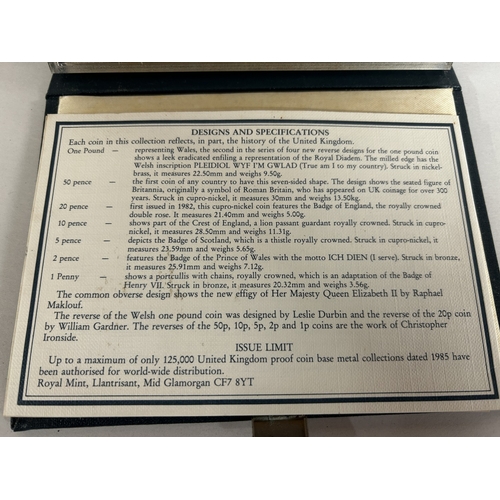 DESIGNS AND SPECIFICATIONS
Each coin in this collection reflects, in part, the history of the United Kingdom.
One Pound — representing Wales, the second in the series of four new reverse designs for the one pound coin
shows a leek eradicated enfiling a representation of the Royal Diadem. The milled edge has the
Welsh inscription PLEIDIOL WYF I'M GWLAD (True am I to my country). Struck in nickel-
brass, it measures 22.50mm and weighs 9.50g.
50 pence — the first coin of any country to have this seven-sided shape. The design shows the seated figure of
Britannia, originally a symbol of Roman Britain, who has appeared on UK coinage for over 300
years. Struck in cupro-nickel, it measures 30mm and weighs 13.50kg.
20 pence — first issued in 1982, this cupro-nickel coin features the Badge of England, the royally crowned
double rose. It measures 21.40mm and weighs 5.00g.
10 pence — shows part of the Crest of England, a lion passant guardant royally crowned. Struck in cupro-
nickel, it measures 28.50mm and weighs 11.31g.
5 pence — depicts the Badge of Scotland, which is a thistle royally crowned. Struck in cupro-nickel, it
measures 23.59mm and weighs 5.65g.
2 pence — features the Badge of the Prince of Wales with the motto ICH DIEN (I serve). Struck in bronze,
it measures 25.91mm and weighs 7.12g.
1 Penny — shows a portcullis with chains, royally crowned, which is an adaptation of the Badge of
Henry VII. Struck in bronze, it measures 20.32mm and weighs 3.56g.
The common obverse design shows the new effigy of Her Majesty Queen Elizabeth II by Raphael
Maklouf.
The reverse of the Welsh one pound coin was designed by Leslie Durbin and the reverse of the 20p coin
by William Gardner. The reverses of the 50p, 10p, 5p, 2p and 1p coins are the work of Christopher
Ironside.
ISSUE LIMIT
Up to a maximum of only 125,000 United Kingdom proof coin base metal collections dated 1985 have
been authorised for world-wide distribution.
Royal Mint, Llantrisant, Mid Glamorgan CF7 8YT